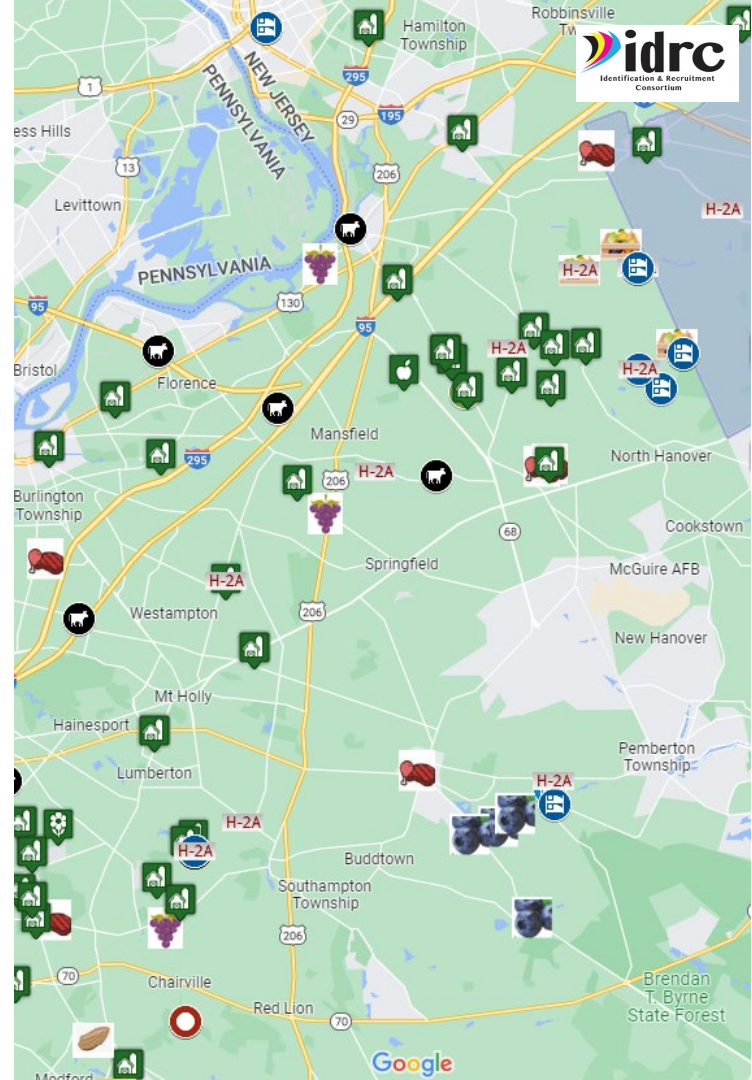 Hamilton
Township
Robbinsville
Tw
idrc
Identification & Recruitment
Consortium
1
295
NEW JERSEY
PENNSYLVANIA
29
195
ess Hills
13
206
Levittown
H-2A
PENNSYLVANIA
H-2A
130
95
95
H-2A
H-2A
Bristol
Florence
Mansfield
295
North Hanover
206
H-2A
Burlington
Township
Cookstown
68
Springfield
McGuire AFB
H-2A
Westampton
206
New Hanover
Mt Holly
Hainesport
Pemberton
Township
Lumberton
H-2A
H-2A
H-2A
Buddtown
Southampton
Township
206
70
Chairville
Brendan
T. Byrne
State Forest
Red Lion
70
Google
Medford